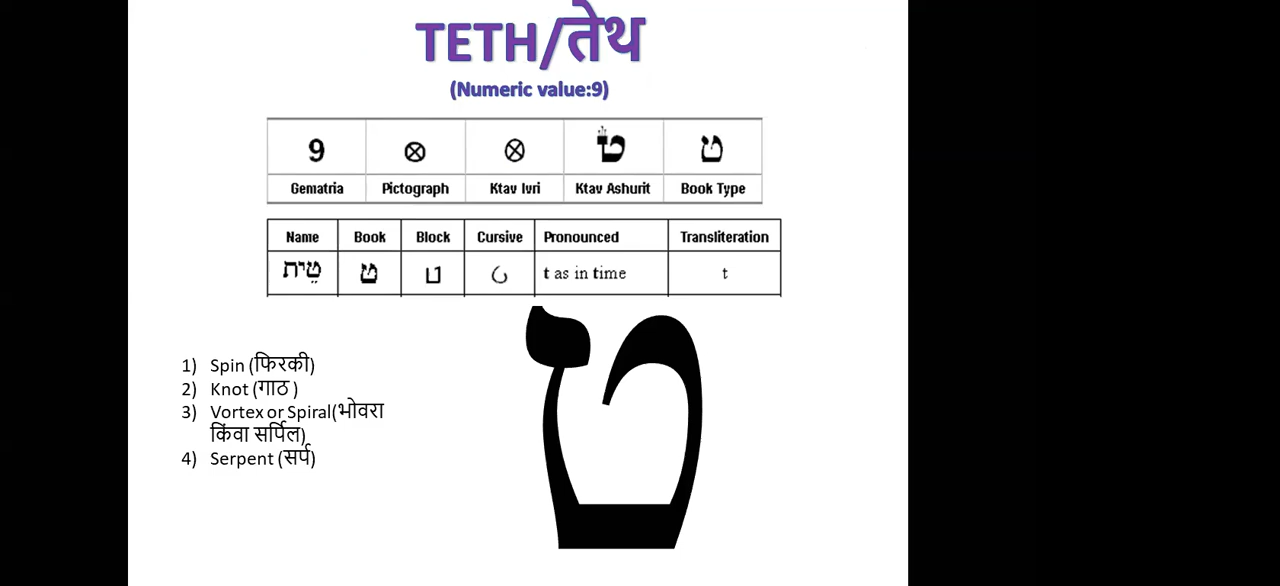 TETH/तेथ
(Numeric value:9)
9 ⊗ ⊗ ט ט
Gematria Pictograph Ktav Ivri Ktav Ashurit Book Type
Name Book Block Cursive Pronounced Transliteration
טֵית ט ט ט t as in time t
1) Spin (फिरकी)
2) Knot (गाठ )
3) Vortex or Spiral(भोवरा
किंवा सर्पिल)
4) Serpent (सर्प)
ט